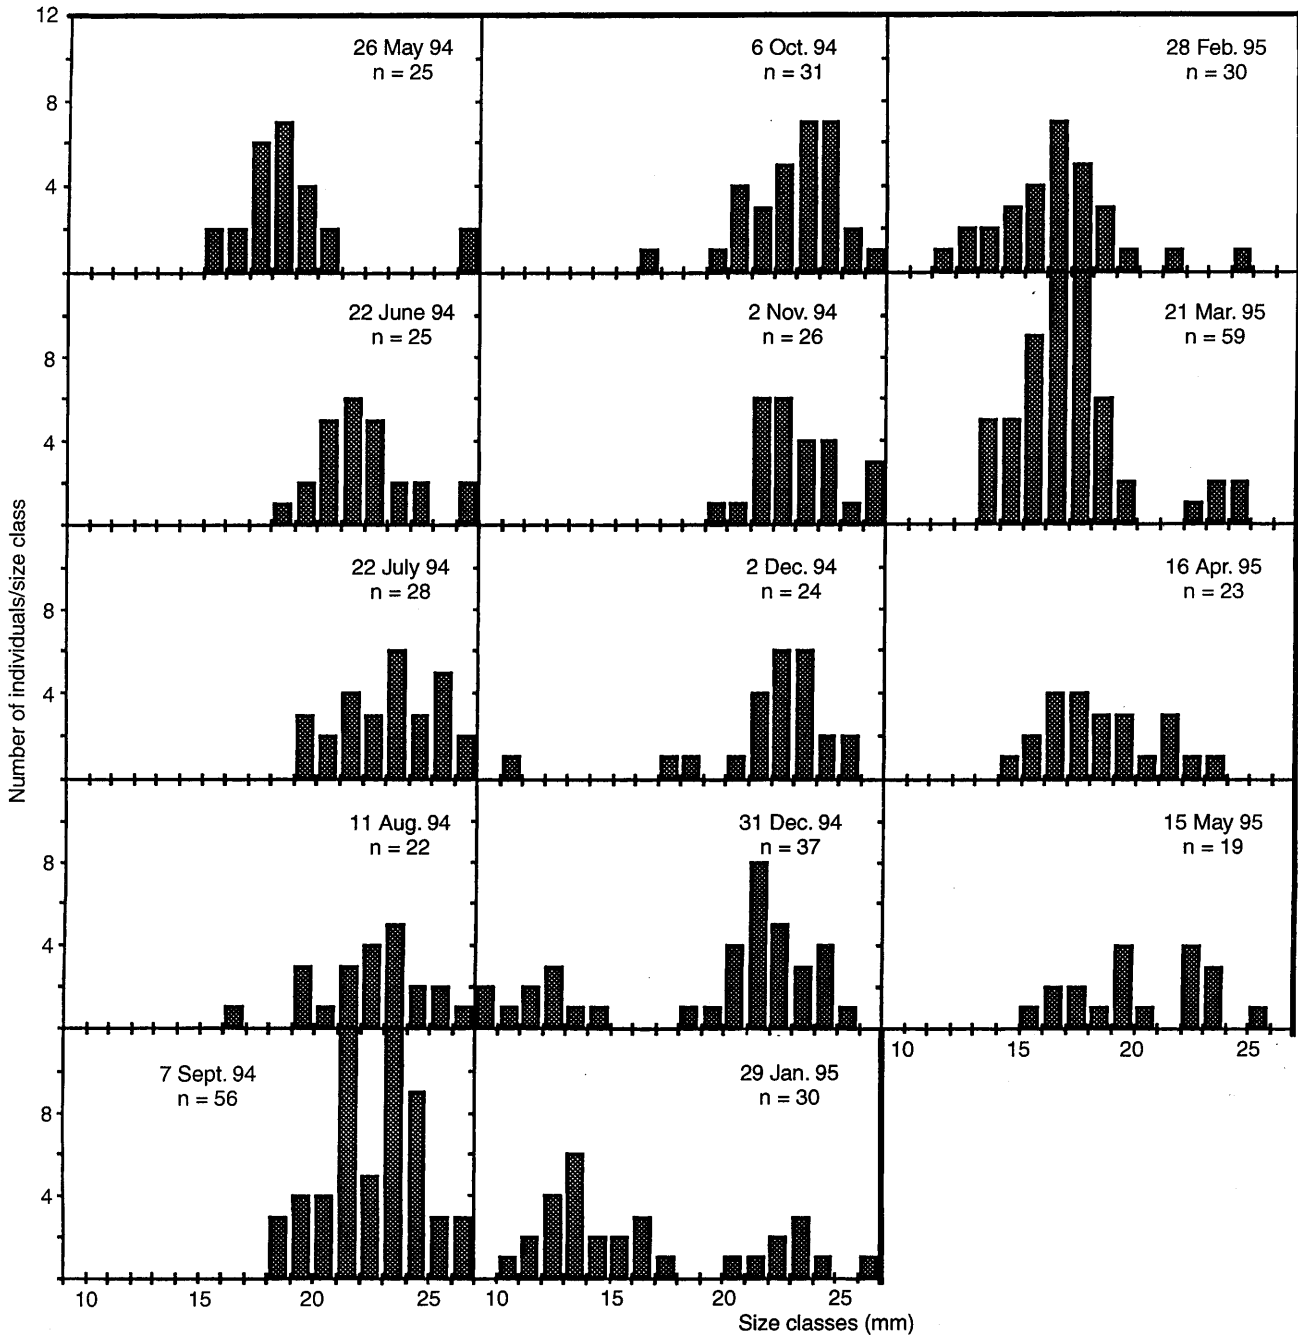 12
26 May 94
n = 25
6 Oct. 94
n = 31
28 Feb. 95
n = 30
8
4
22 June 94
n = 25
2 Nov. 94
n = 26
21 Mar. 95
n = 59
8
4
22 July 94
n = 28
2 Dec. 94
n = 24
16 Apr. 95
n = 23
8
4
Number of individuals/size class
11 Aug. 94
n = 22
31 Dec. 94
n = 37
15 May 95
n = 19
8
4
10 15 20 25
7 Sept. 94
n = 56
29 Jan. 95
n = 30
8
4
10 15 20 25 10 15 20 25
Size classes (mm)